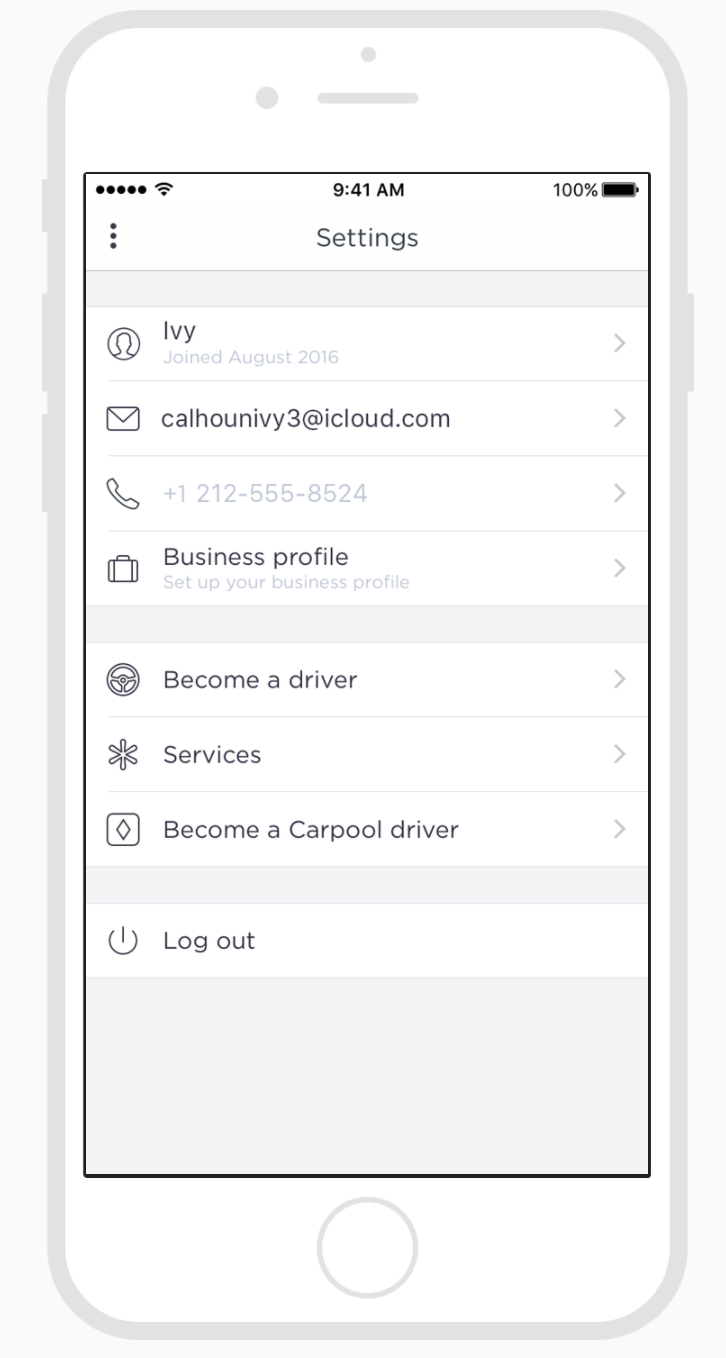 9:41 AM
100%
Settings
Ivy
Joined August 2016
calhounivy3@icloud.com
+1 212-555-8524
Business profile
Set up your business profile
Become a driver
Services
Become a Carpool driver
Log out